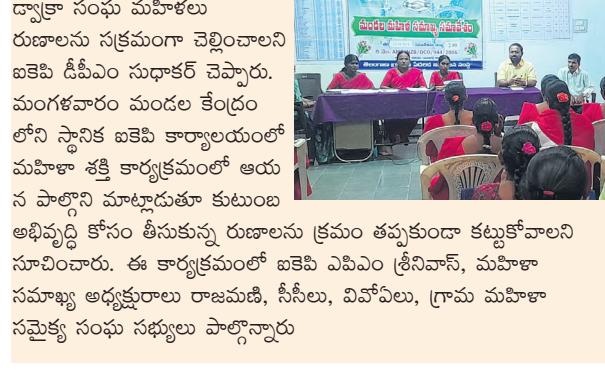 డ్వాక్రా సంఘ మహిళలు
రుణాలను సక్రమంగా చెల్లించాలని
ఐకెపి డీపీఎం సుధాకర్ చెప్పారు.
మంగళవారం మండల కేంద్రం
లోని స్థానిక ఐకెపి కార్యాలయంలో
మహిళా శక్తి కార్యక్రమంలో ఆయ
న పాల్గొని మాట్లాడుతూ కుటుంబ
అభివృద్ధి కోసం తీసుకున్న రుణాలను క్రమం తప్పకుండా కట్టుకోవాలని
సూచించారు. ఈ కార్యక్రమంలో ఐకెపి ఎపిఎం శ్రీనివాస్, మహిళా
సమాఖ్య అధ్యక్షురాలు రాజమణి, సీసీలు, వివోఏలు, గ్రామ మహిళా
సమైక్య సంఘ సభ్యులు పాల్గొన్నారు
మండల మహిళ సమాఖ్య సమావేశం